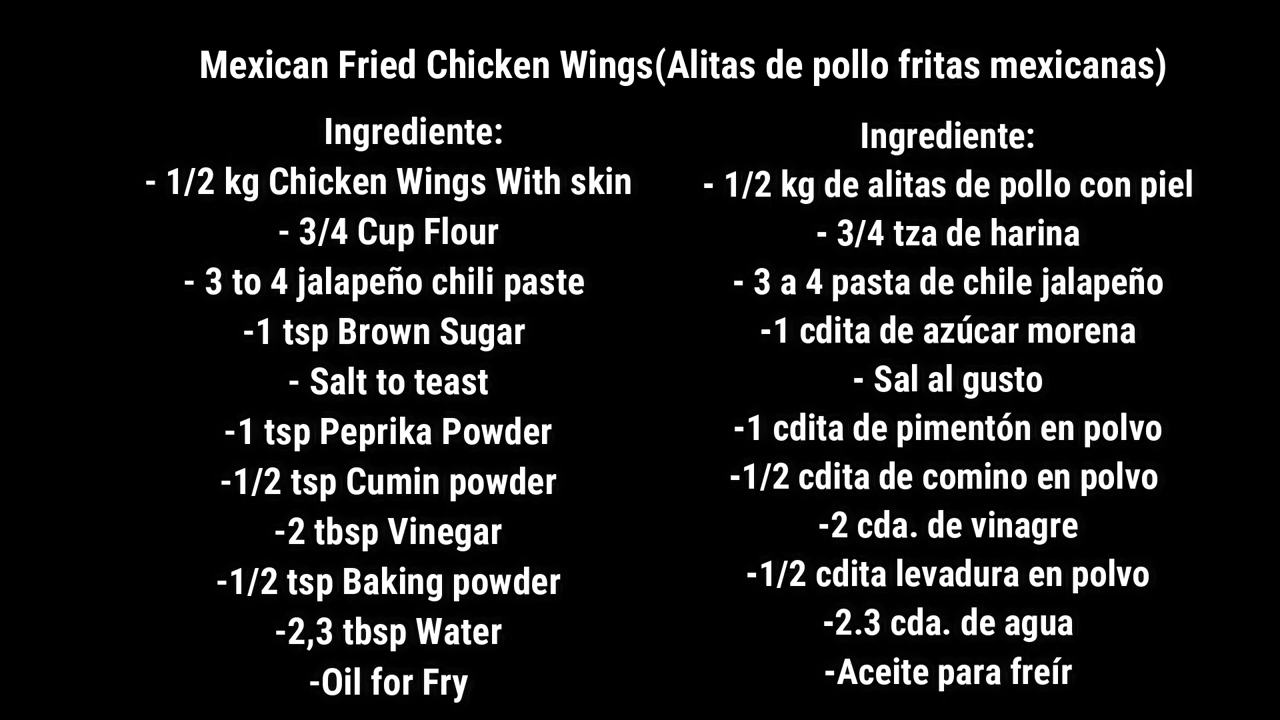 Mexican Fried Chicken Wings(Alitas de pollo fritas mexicanas)
Ingrediente:
- 1/2 kg Chicken Wings With skin
- 3/4 Cup Flour
- 3 to 4 jalapeño chili paste
-1 tsp Brown Sugar
- Salt to teast
-1 tsp Peprika Powder
-1/2 tsp Cumin powder
-2 tbsp Vinegar
-1/2 tsp Baking powder
-2,3 tbsp Water
-Oil for Fry
Ingrediente:
- 1/2 kg de alitas de pollo con piel
- 3/4 tza de harina
- 3 a 4 pasta de chile jalapeño
-1 cdita de azúcar morena
- Sal al gusto
-1 cdita de pimentón en polvo
-1/2 cdita de comino en polvo
-2 cda. de vinagre
-1/2 cdita levadura en polvo
-2.3 cda. de agua
-Aceite para freír